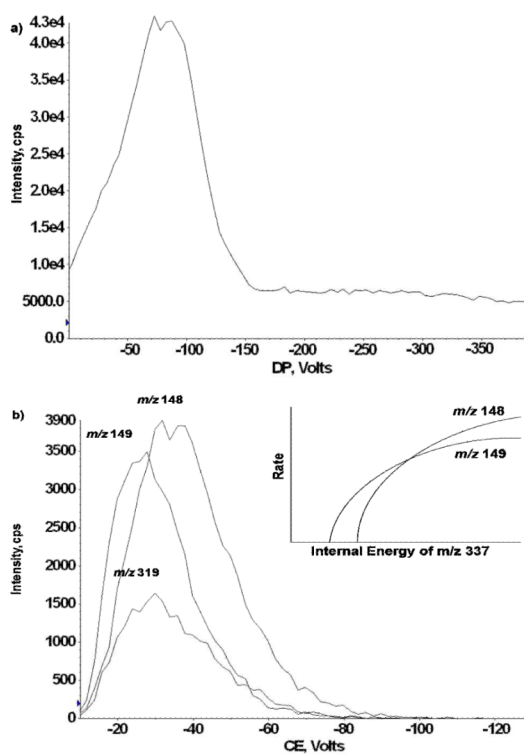 a)
4.3e4
4.0e4
3.5e4
3.0e4
2.5e4
2.0e4
1.5e4
1.0e4
5000.0
0.0
Intensity, cps
-50 -100 -150 -200 -250 -300 -350
DP, Volts
b)
3900
3500
3000
2500
2000
1500
1000
500
0
Intensity, cps
m/z 148
m/z 149
m/z 319
-20 -40 -60 -80 -100 -120
CE, Volts
Rate
m/z 148
m/z 149
Internal Energy of m/z 337